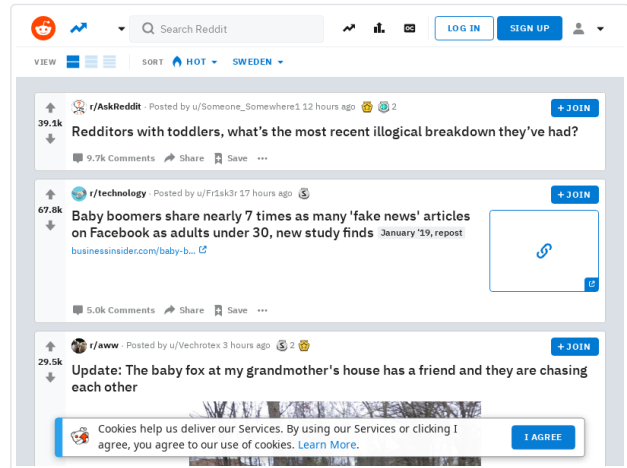 Search Reddit
LOG IN
SIGN UP
VIEW
SORT
HOT
SWEDEN
39.1k
r/AskReddit · Posted by u/Someone_Somewhere1 12 hours ago 2
+ JOIN
Redditors with toddlers, what’s the most recent illogical breakdown they’ve had?
9.7k Comments Share Save ···
67.8k
r/technology · Posted by u/Fr1sk3r 17 hours ago S
+ JOIN
Baby boomers share nearly 7 times as many 'fake news' articles
on Facebook as adults under 30, new study finds January '19, repost
businessinsider.com/baby-b...
5.0k Comments Share Save ···
29.5k
r/aww · Posted by u/Vechrotex 3 hours ago S 2
+ JOIN
Update: The baby fox at my grandmother's house has a friend and they are chasing
each other
Cookies help us deliver our Services. By using our Services or clicking I
agree, you agree to our use of cookies. Learn More.
I AGREE